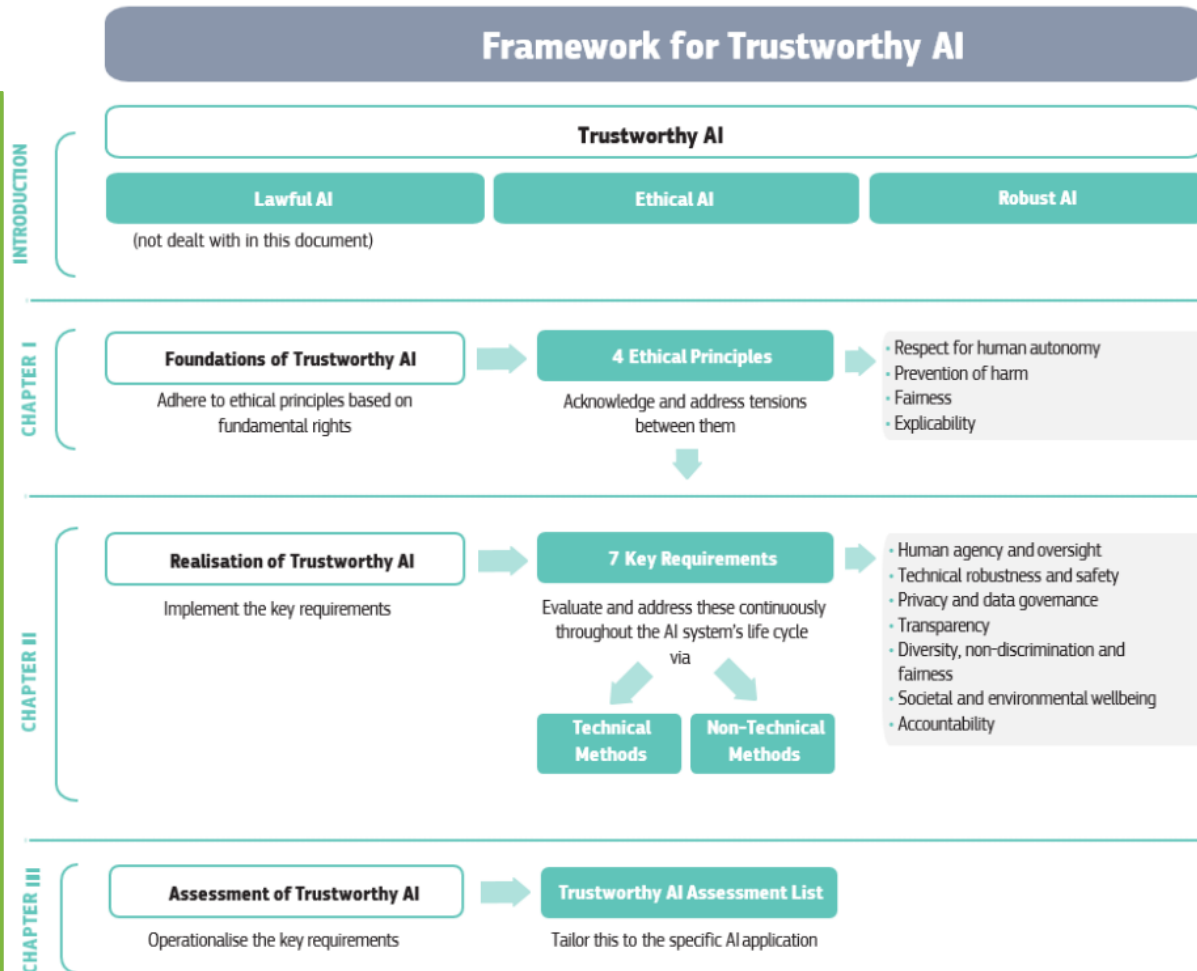 Framework for Trustworthy AI
INTRODUCTION
Trustworthy AI
Lawful AI
Ethical AI
Robust AI
(not dealt with in this document)
CHAPTER I
Foundations of Trustworthy AI
Adhere to ethical principles based on
fundamental rights
4 Ethical Principles
Acknowledge and address tensions
between them
• Respect for human autonomy
• Prevention of harm
• Fairness
• Explicability
CHAPTER II
Realisation of Trustworthy AI
Implement the key requirements
7 Key Requirements
Evaluate and address these continuously
throughout the AI system's life cycle
via
Technical
Methods
Non-Technical
Methods
• Human agency and oversight
• Technical robustness and safety
• Privacy and data governance
• Transparency
• Diversity, non-discrimination and
fairness
• Societal and environmental wellbeing
• Accountability
CHAPTER III
Assessment of Trustworthy AI
Operationalise the key requirements
Trustworthy AI Assessment List
Tailor this to the specific AI application